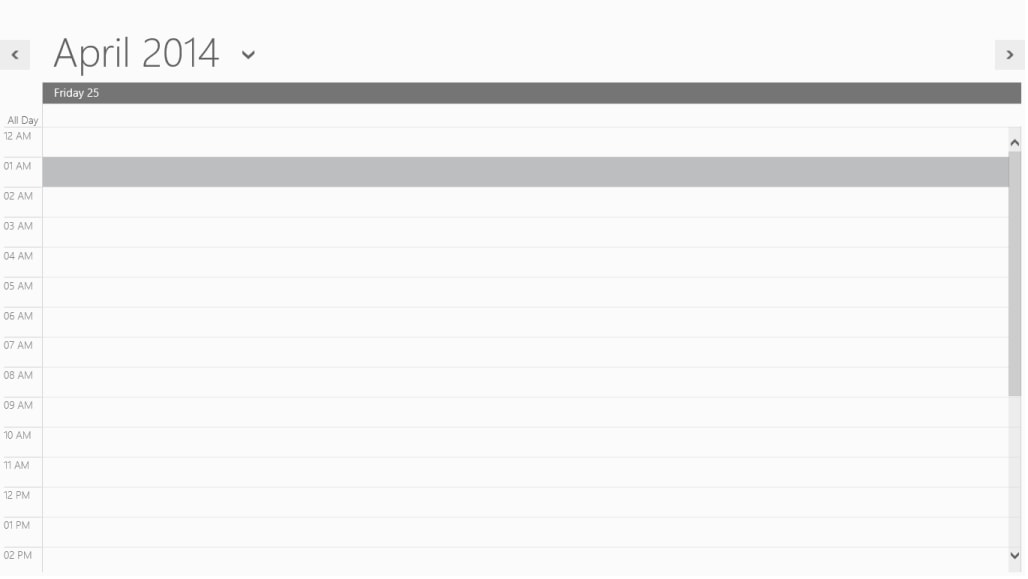 April 2014
Friday 25
All Day
12 AM
01 AM
02 AM
03 AM
04 AM
05 AM
06 AM
07 AM
08 AM
09 AM
10 AM
11 AM
12 PM
01 PM
02 PM